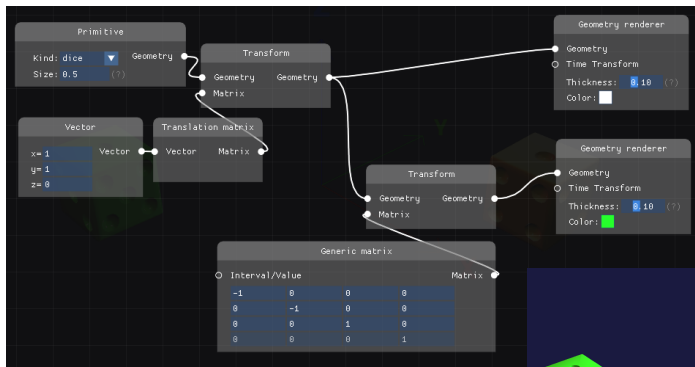 Primitive
Kind: dice
Geometry
Size: 0.5 (?)
Transform
Geometry Geometry
Matrix
Geometry renderer
Geometry
Time Transform
Thickness: 0.10 (?)
Color:
Vector
x= 1 Vector
y= 1
z= 0
Translation matrix
Vector Matrix
Y
Transform
Geometry Geometry
Matrix
Geometry renderer
Geometry
Time Transform
Thickness: 0.10 (?)
Color:
Generic matrix
Interval/Value Matrix
-1 0 0 0
0 -1 0 0
0 0 1 0
0 0 0 1